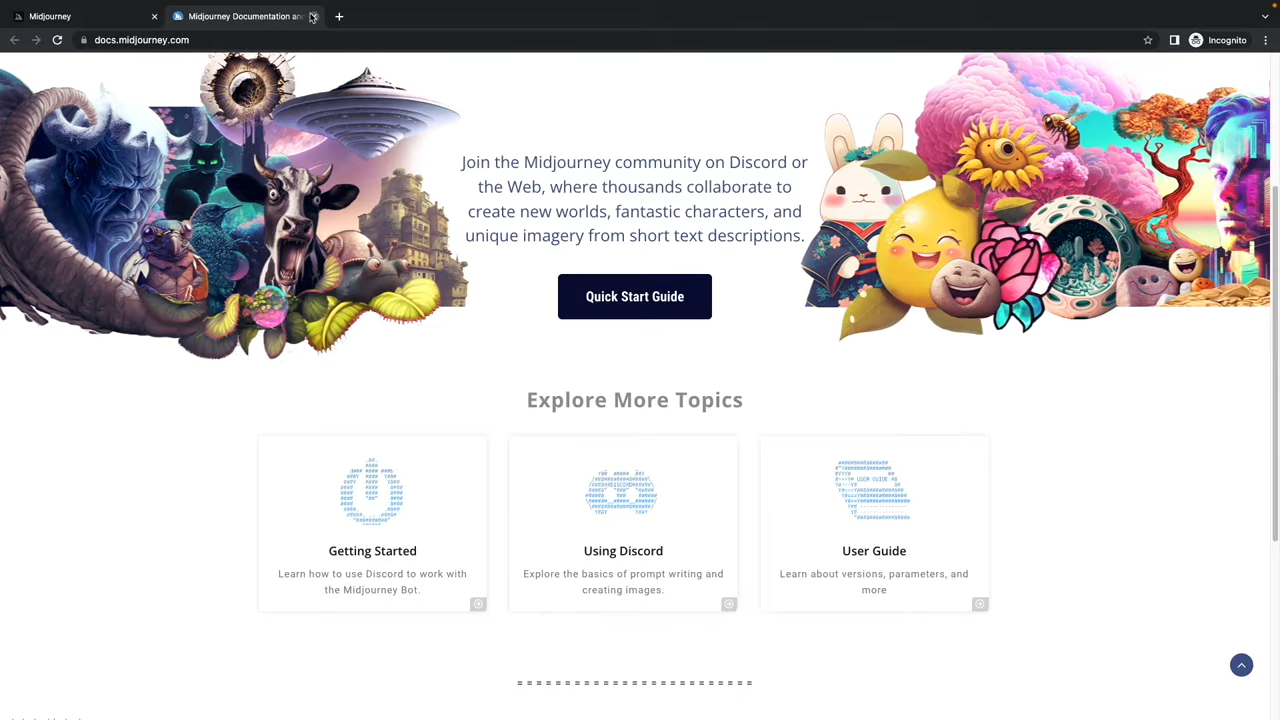 Midjourney
Midjourney Documentation an
docs.midjourney.com
Incognito
Join the Midjourney community on Discord or
the Web, where thousands collaborate to
create new worlds, fantastic characters, and
unique imagery from short text descriptions.
Quick Start Guide
Explore More Topics
Getting Started
Learn how to use Discord to work with
the Midjourney Bot.
Using Discord
Explore the basics of prompt writing and
creating images.
User Guide
Learn about versions, parameters, and
more
= = = = = = = = = = = = = = = = = = = = = = = = =